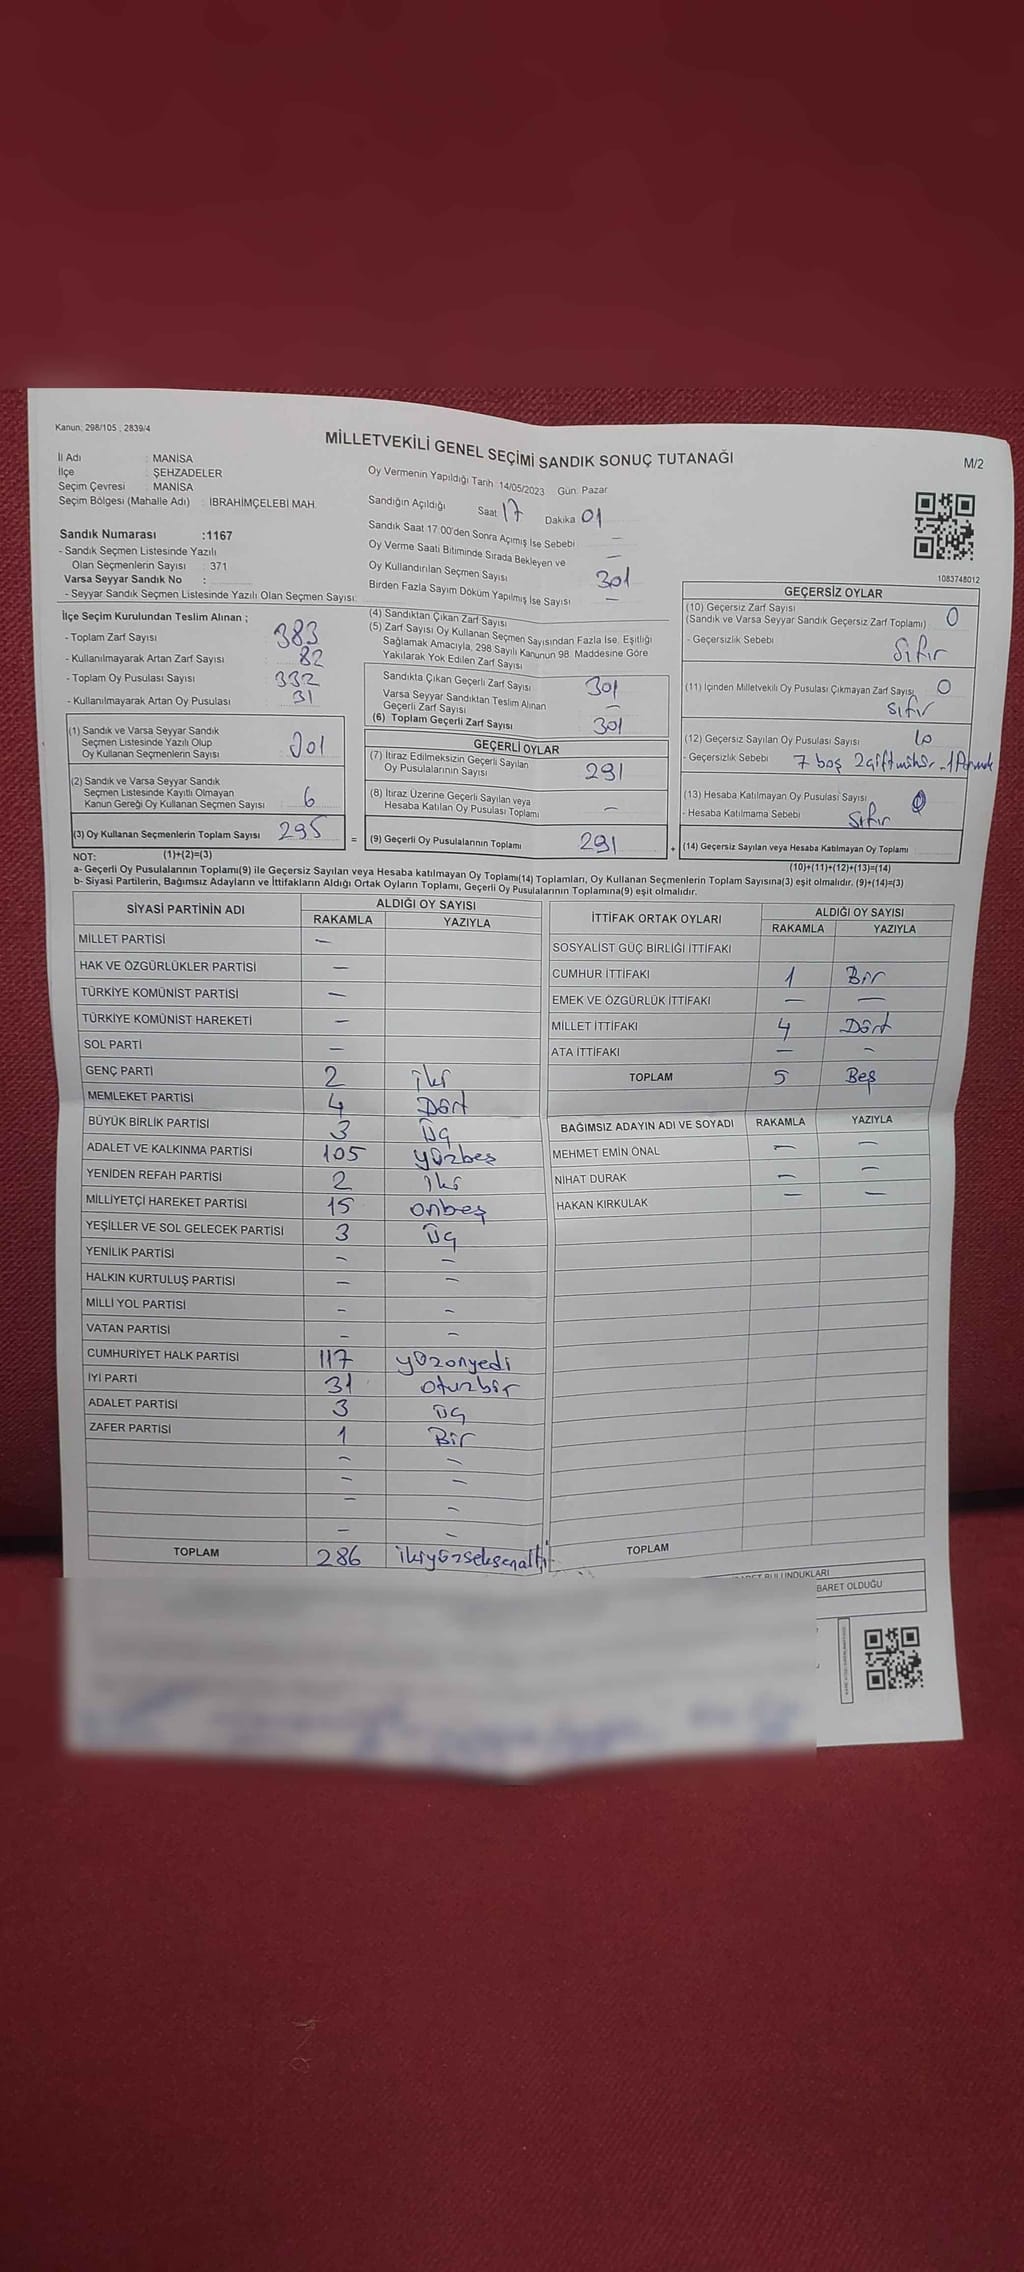 Kanun: 298/105 , 2839/4
MİLLETVEKİLİ GENEL SEÇİMİ SANDIK SONUÇ TUTANAĞI
M/2
İl Adı : MANİSA
İlçe : ŞEHZADELER
Seçim Çevresi : MANİSA
Seçim Bölgesi (Mahalle Adı) : İBRAHİMÇELEBİ MAH.
Oy Vermenin Yapıldığı Tarih : 14/05/2023 Gün: Pazar
Sandığın Açıldığı Saat 17 Dakika 01
Sandık Saat 17:00'den Sonra Açımış İse Sebebi —
Oy Verme Saati Bitiminde Sırada Bekleyen ve
Oy Kullandırılan Seçmen Sayısı —
Birden Fazla Sayım Döküm Yapılmış İse Sayısı —
1083748012
Sandık Numarası :1167
- Sandık Seçmen Listesinde Yazılı
Olan Seçmenlerin Sayısı : 371
Varsa Seyyar Sandık No :
- Seyyar Sandık Seçmen Listesinde Yazılı Olan Seçmen Sayısı:
İlçe Seçim Kurulundan Teslim Alınan ;
- Toplam Zarf Sayısı 383
- Kullanılmayarak Artan Zarf Sayısı : 82
- Toplam Oy Pusulası Sayısı : 332
- Kullanılmayarak Artan Oy Pusulası : 31
(1) Sandık ve Varsa Seyyar Sandık
Seçmen Listesinde Yazılı Olup
Oy Kullanan Seçmenlerin Sayısı 301
(2) Sandık ve Varsa Seyyar Sandık
Seçmen Listesinde Kayıtlı Olmayan
Kanun Gereği Oy Kullanan Seçmen Sayısı : 6
(3) Oy Kullanan Seçmenlerin Toplam Sayısı 295
(1)+(2)=(3)
(4) Sandıktan Çıkan Zarf Sayısı 301
(5) Zarf Sayısı Oy Kullanan Seçmen Sayısından Fazla İse, Eşitliği
Sağlamak Amacıyla, 298 Sayılı Kanunun 98. Maddesine Göre
Yakılarak Yok Edilen Zarf Sayısı
Sandıkta Çıkan Geçerli Zarf Sayısı 301
Varsa Seyyar Sandıktan Teslim Alınan
Geçerli Zarf Sayısı —
(6) Toplam Geçerli Zarf Sayısı 301
GEÇERLİ OYLAR
(7) İtiraz Edilmeksizin Geçerli Sayılan
Oy Pusulalarının Sayısı 291
(8) İtiraz Üzerine Geçerli Sayılan veya
Hesaba Katılan Oy Pusulası Toplamı —
= (9) Geçerli Oy Pusulalarının Toplamı 291 +
GEÇERSİZ OYLAR
(10) Geçersiz Zarf Sayısı
(Sandık ve Varsa Seyyar Sandık Geçersiz Zarf Toplamı) 0
- Geçersizlik Sebebi Sıfır
(11) İçinden Milletvekili Oy Pusulası Çıkmayan Zarf Sayısı 0
sıfır
(12) Geçersiz Sayılan Oy Pusulası Sayısı 10
- Geçersizlik Sebebi 7 boş 2 çift mühür - 1
(13) Hesaba Katılmayan Oy Pusulası Sayısı 0
- Hesaba Katılmama Sebebi Sıfır
(14) Geçersiz Sayılan veya Hesaba Katılmayan Oy Toplamı
(10)+(11)+(12)+(13)=(14)
NOT:
a- Geçerli Oy Pusulalarının Toplamı(9) ile Geçersiz Sayılan veya Hesaba katılmayan Oy Toplamı(14) Toplamları, Oy Kullanan Seçmenlerin Toplam Sayısına(3) eşit olmalıdır. (9)+(14)=(3)
b- Siyasi Partilerin, Bağımsız Adayların ve İttifakların Aldığı Ortak Oyların Toplamı, Geçerli Oy Pusulalarının Toplamına(9) eşit olmalıdır.
SİYASİ PARTİNİN ADI ALDIĞI OY SAYISI
RAKAMLA YAZIYLA
MİLLET PARTİSİ —
HAK VE ÖZGÜRLÜKLER PARTİSİ —
TÜRKİYE KOMÜNİST PARTİSİ —
TÜRKİYE KOMÜNİST HAREKETİ —
SOL PARTİ —
GENÇ PARTİ 2 iki
MEMLEKET PARTİSİ 4 Dört
BÜYÜK BİRLİK PARTİSİ 3 Üç
ADALET VE KALKINMA PARTİSİ 105 yüzbeş
YENİDEN REFAH PARTİSİ 2 iki
MİLLİYETÇİ HAREKET PARTİSİ 15 onbeş
YEŞİLLER VE SOL GELECEK PARTİSİ 3 Üç
YENİLİK PARTİSİ — —
HALKIN KURTULUŞ PARTİSİ — —
MİLLİ YOL PARTİSİ — —
VATAN PARTİSİ — —
CUMHURİYET HALK PARTİSİ 117 yüzonyedi
İYİ PARTİ 31 otuzbir
ADALET PARTİSİ 3 üç
ZAFER PARTİSİ 1 Bir
— —
— —
— —
— —
TOPLAM 286 ikiyüzseksenaltı
İTTİFAK ORTAK OYLARI ALDIĞI OY SAYISI
RAKAMLA YAZIYLA
SOSYALİST GÜÇ BİRLİĞİ İTTİFAKI
CUMHUR İTTİFAKI 1 Bir
EMEK VE ÖZGÜRLÜK İTTİFAKI — —
MİLLET İTTİFAKI 4 Dört
ATA İTTİFAKI — —
TOPLAM 5 Beş
BAĞIMSIZ ADAYIN ADI VE SOYADI RAKAMLA YAZIYLA
MEHMET EMİN ÖNAL — —
NİHAT DURAK — —
HAKAN KIRKULAK — —
TOPLAM
BULUNDUKLARI
BARET OLDUĞU